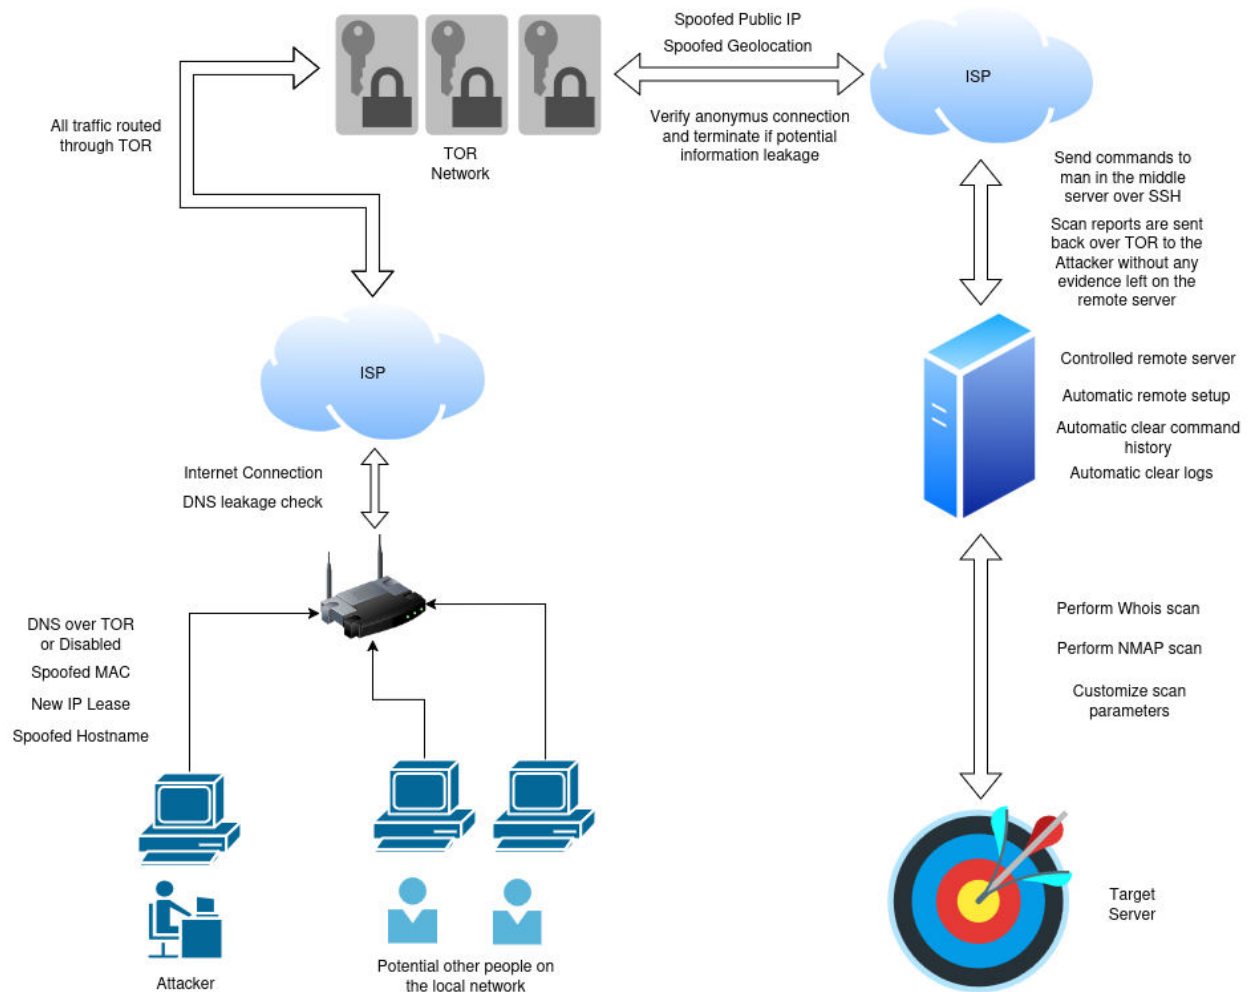 Spoofed Public IP
Spoofed Geolocation
ISP
All traffic routed
through TOR
TOR
Network
Verify anonymus connection
and terminate if potential
information leakage
Send commands to
man in the middle
server over SSH
Scan reports are sent
back over TOR to the
Attacker without any
evidence left on the
remote server
ISP
Controlled remote server
Automatic remote setup
Automatic clear command
history
Automatic clear logs
Internet Connection
DNS leakage check
DNS over TOR
or Disabled
Spoofed MAC
New IP Lease
Spoofed Hostname
Perform Whois scan
Perform NMAP scan
Customize scan
parameters
Target
Server
Attacker
Potential other people on
the local network